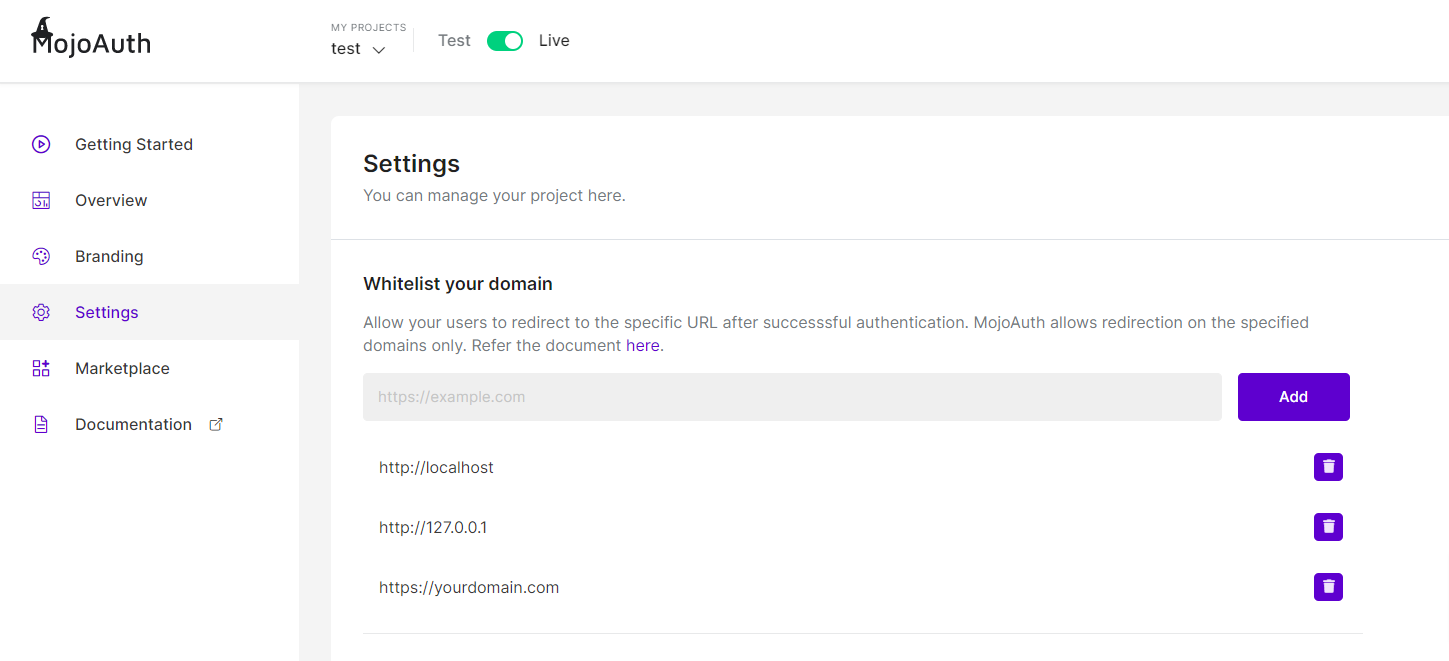 MojoAuth
MY PROJECTS
test
Test
Live
Getting Started
Overview
Branding
Settings
Marketplace
Documentation
Settings
You can manage your project here.
Whitelist your domain
Allow your users to redirect to the specific URL after successsful authentication. MojoAuth allows redirection on the specified
domains only. Refer the document here.
https://example.com
Add
http://localhost
http://127.0.0.1
https://yourdomain.com